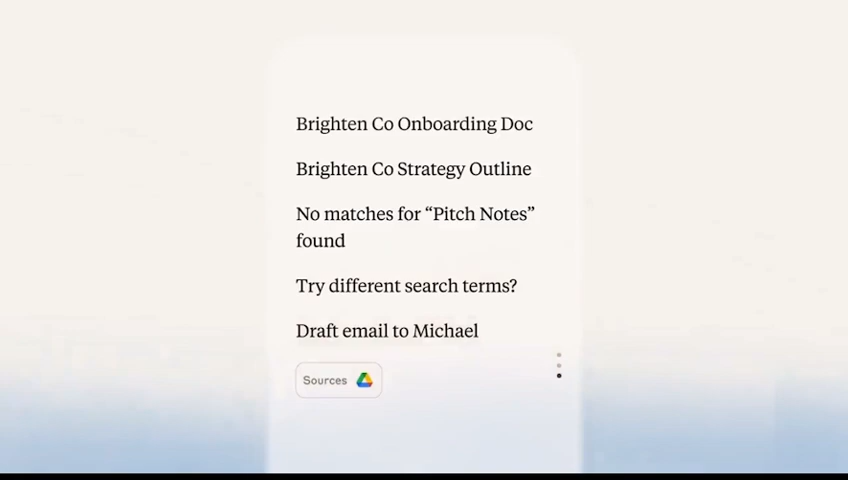 Brighten Co Onboarding Doc
Brighten Co Strategy Outline
No matches for “Pitch Notes”
found
Try different search terms?
Draft email to Michael
Sources